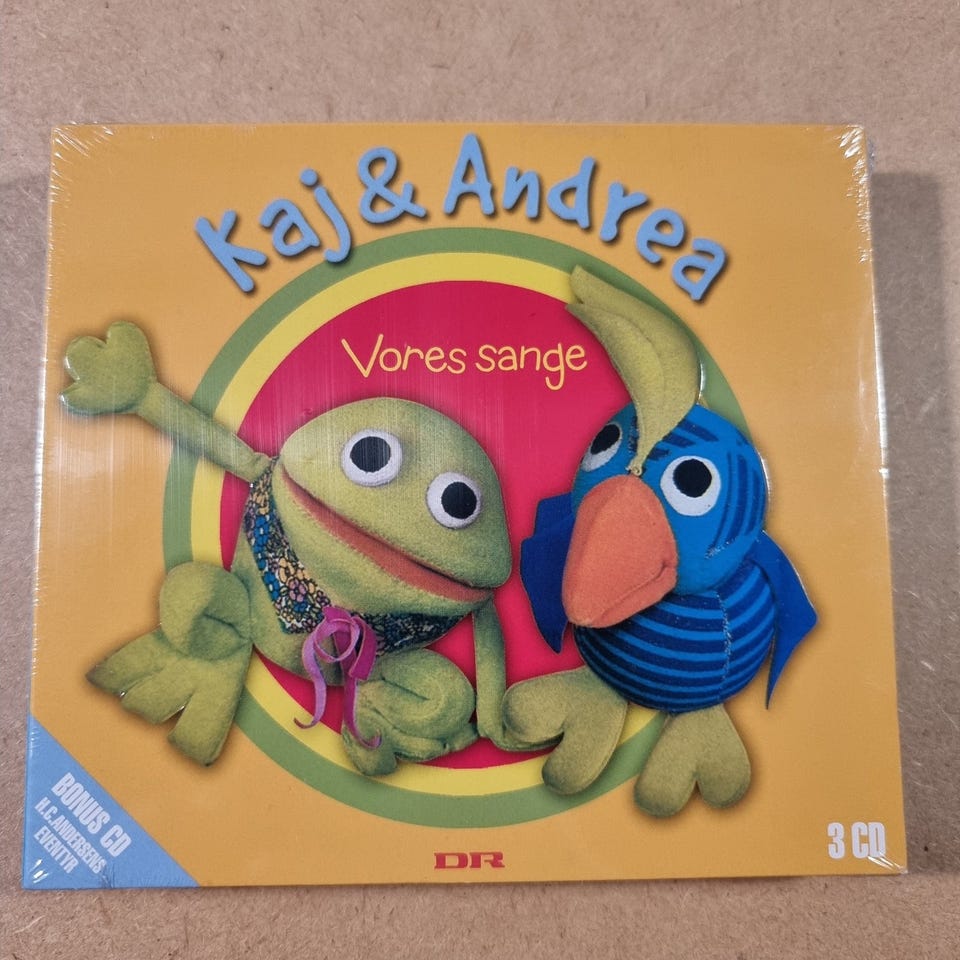 Kaj & Andrea
Vores sange
BONUS CD
H.C. ANDERSENS
EVENTYR
DR
3 CD